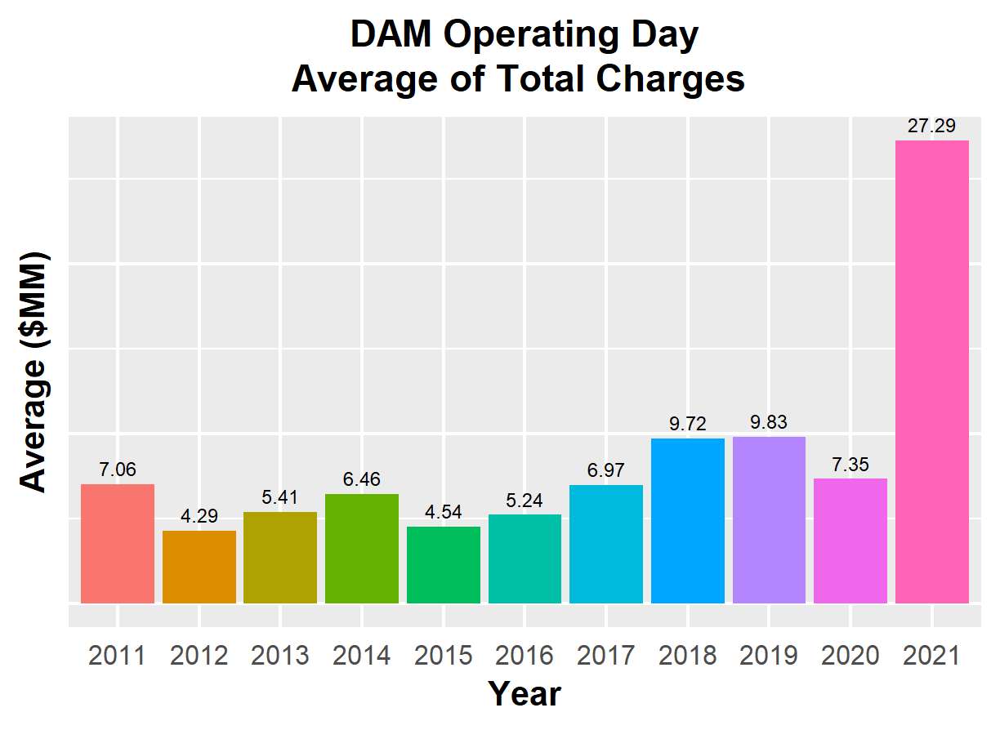 DAM Operating Day
Average of Total Charges
Average ($MM)
27.29
9.72
9.83
7.06
7.35
6.46
6.97
5.41
5.24
4.29
4.54
2011 2012 2013 2014 2015 2016 2017 2018 2019 2020 2021
Year